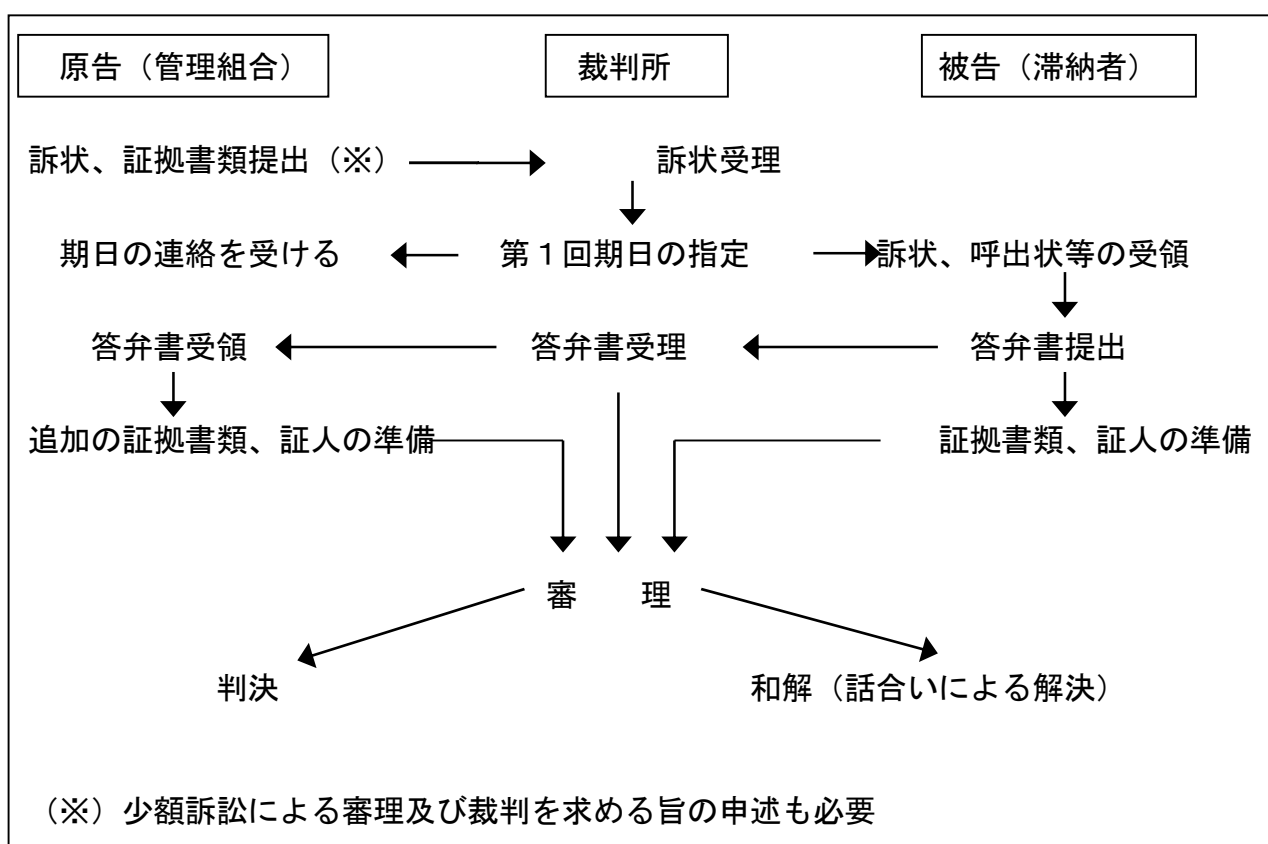 原告（管理組合）
裁判所
被告（滞納者）
訴状、証拠書類提出（※）
訴状受理
期日の連絡を受ける
第１回期日の指定
訴状、呼出状等の受領
答弁書受領
答弁書受理
答弁書提出
追加の証拠書類、証人の準備
証拠書類、証人の準備
審　　理
判決
和解（話合いによる解決）
（※）少額訴訟による審理及び裁判を求める旨の申述も必要